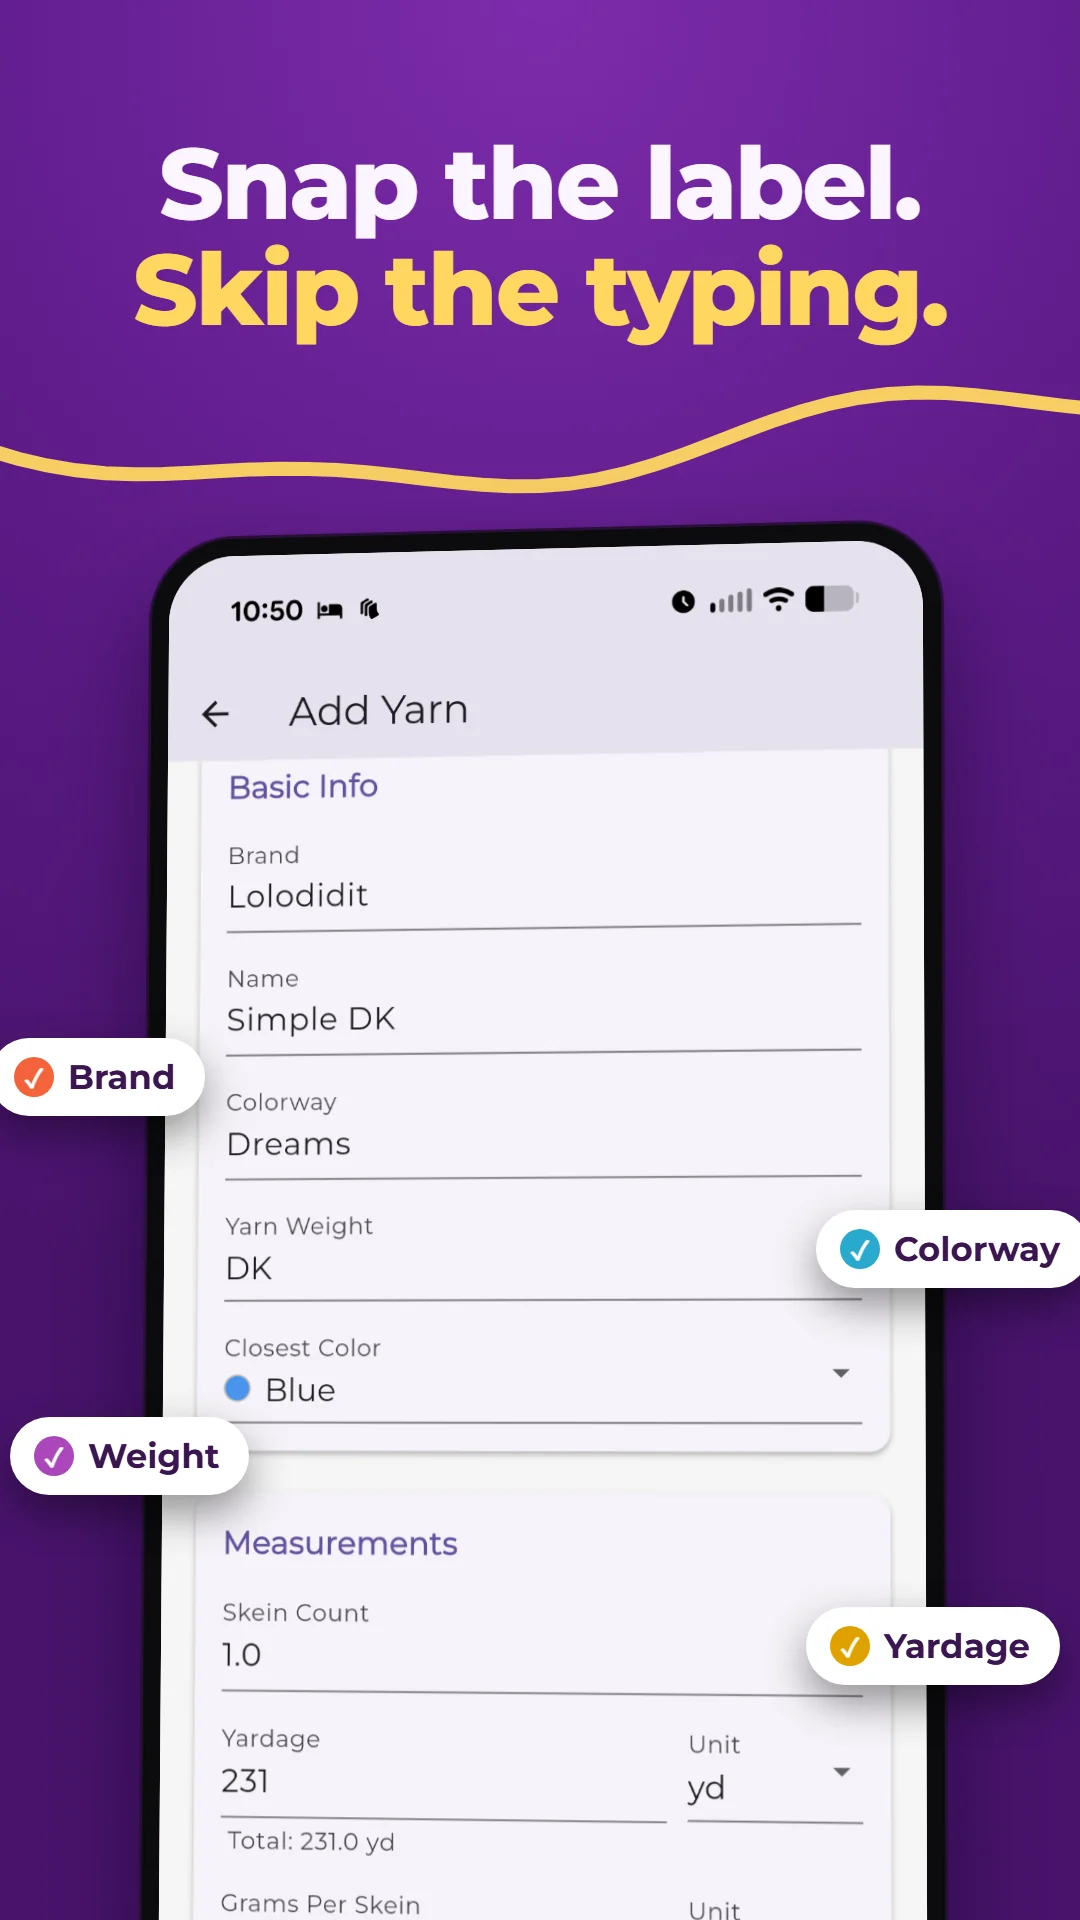 Snap the label.
Skip the typing.
10:50
Add Yarn
Basic Info
Brand
Lolodidit
Name
Simple DK
Brand
Colorway
Dreams
Yarn Weight
DK
Colorway
Closest Color
Blue
Weight
Measurements
Skein Count
1.0
Yardage
Yardage
231
Unit
yd
Total: 231.0 yd
Grams Per Skein
Unit